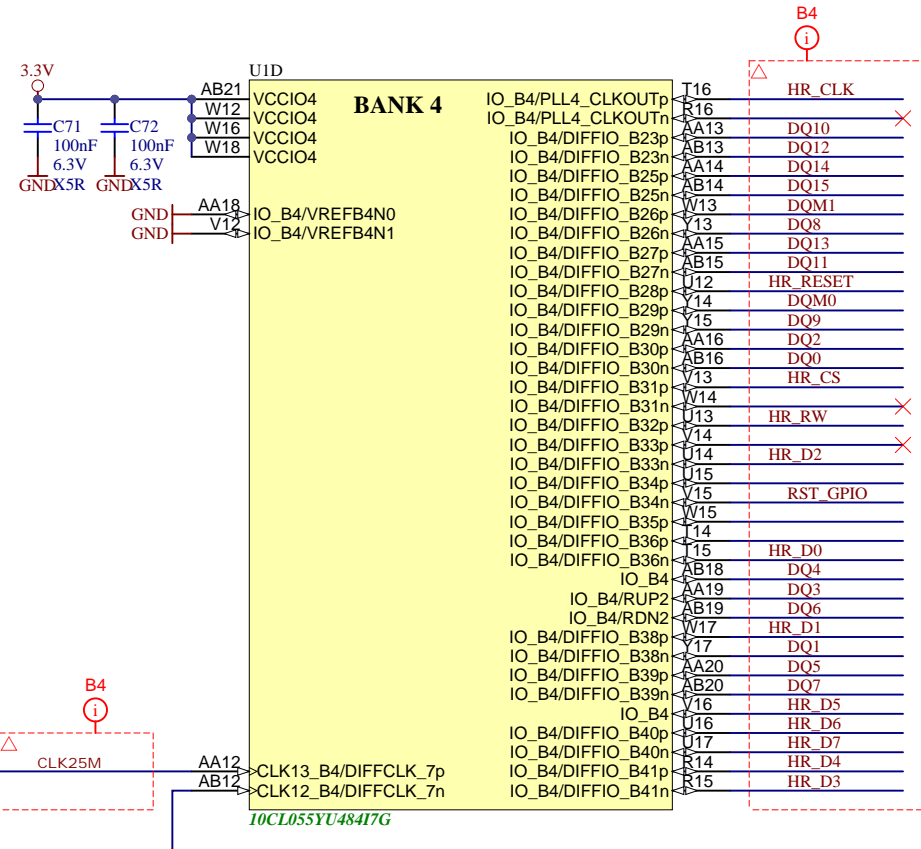 B4
i
3.3V
U1D
BANK 4
AB21 VCCIO4
W12 VCCIO4
W16 VCCIO4
W18 VCCIO4
C71
100nF
6.3V
X5R
GND
C72
100nF
6.3V
X5R
GND
GND AA18 IO_B4/VREFB4N0
GND V12 IO_B4/VREFB4N1
IO_B4/PLL4_CLKOUTp T16 HR_CLK
IO_B4/PLL4_CLKOUTn R16
IO_B4/DIFFIO_B23p AA13 DQ10
IO_B4/DIFFIO_B23n AB13 DQ12
IO_B4/DIFFIO_B25p AA14 DQ14
IO_B4/DIFFIO_B25n AB14 DQ15
IO_B4/DIFFIO_B26p W13 DQM1
IO_B4/DIFFIO_B26n Y13 DQ8
IO_B4/DIFFIO_B27p AA15 DQ13
IO_B4/DIFFIO_B27n AB15 DQ11
IO_B4/DIFFIO_B28p U12 HR_RESET
IO_B4/DIFFIO_B29p Y14 DQM0
IO_B4/DIFFIO_B29n Y15 DQ9
IO_B4/DIFFIO_B30p AA16 DQ2
IO_B4/DIFFIO_B30n AB16 DQ0
IO_B4/DIFFIO_B31p V13 HR_CS
IO_B4/DIFFIO_B31n W14
IO_B4/DIFFIO_B32p U13 HR_RW
IO_B4/DIFFIO_B33p V14
IO_B4/DIFFIO_B33n U14 HR_D2
IO_B4/DIFFIO_B34p U15
IO_B4/DIFFIO_B34n V15 RST_GPIO
IO_B4/DIFFIO_B35p W15
IO_B4/DIFFIO_B36p T14
IO_B4/DIFFIO_B36n T15 HR_D0
IO_B4 AB18 DQ4
IO_B4/RUP2 AA19 DQ3
IO_B4/RDN2 AB19 DQ6
IO_B4/DIFFIO_B38p W17 HR_D1
IO_B4/DIFFIO_B38n Y17 DQ1
IO_B4/DIFFIO_B39p AA20 DQ5
IO_B4/DIFFIO_B39n AB20 DQ7
IO_B4 V16 HR_D5
IO_B4/DIFFIO_B40p U16 HR_D6
IO_B4/DIFFIO_B40n U17 HR_D7
IO_B4/DIFFIO_B41p R14 HR_D4
IO_B4/DIFFIO_B41n R15 HR_D3
B4
i
CLK25M AA12 CLK13_B4/DIFFCLK_7p
AB12 CLK12_B4/DIFFCLK_7n
10CL055YU484I7G